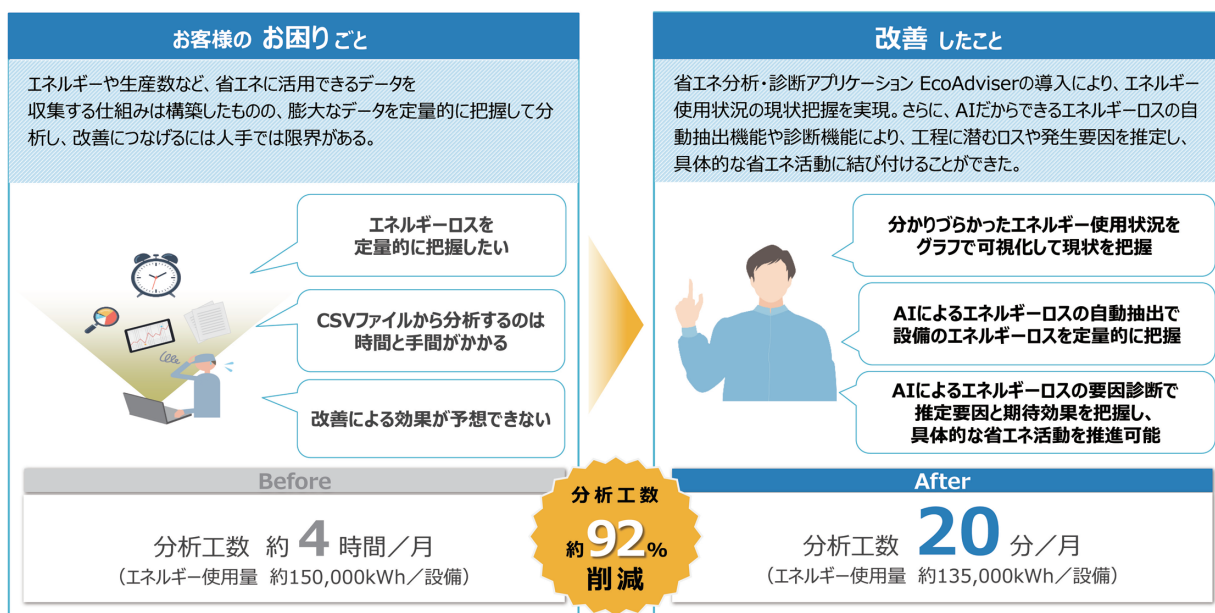 お客様の お困りごと
エネルギーや生産数など、省エネに活用できるデータを
収集する仕組みは構築したものの、膨大なデータを定量的に把握して分
析し、改善につなげるには人手では限界がある。
エネルギーロスを
定量的に把握したい
CSVファイルから分析するのは
時間と手間がかかる
改善による効果が予想できない
Before
分析工数 約 4 時間／月
（エネルギー使用量 約150,000kWh／設備）
分析工数
約92%
削減
改善 したこと
省エネ分析・診断アプリケーション EcoAdviserの導入により、エネルギー
使用状況の現状把握を実現。さらに、AIだからできるエネルギーロスの自
動抽出機能や診断機能により、工程に潜むロスや発生要因を推定し、
具体的な省エネ活動に結び付けることができた。
分かりづらかったエネルギー使用状況を
グラフで可視化して現状を把握
AIによるエネルギーロスの自動抽出で
設備のエネルギーロスを定量的に把握
AIによるエネルギーロスの要因診断で
推定要因と期待効果を把握し、
具体的な省エネ活動を推進可能
After
分析工数 20 分／月
（エネルギー使用量 約135,000kWh／設備）